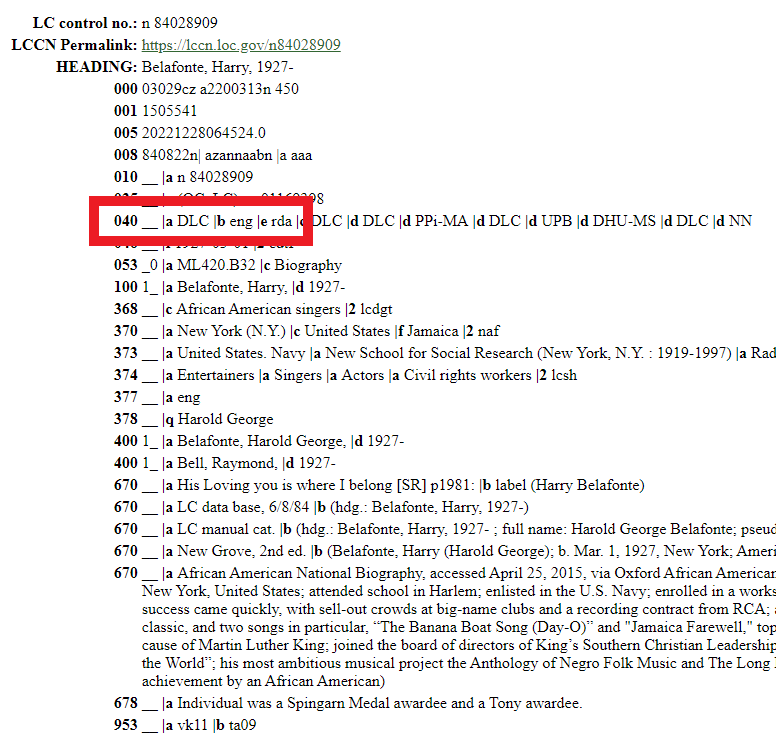 LC control no.: n 84028909
LCCN Permalink: https://lccn.loc.gov/n84028909
HEADING: Belafonte, Harry, 1927-
000 03029cz a2200313n 450
001 1505541
005 20221228064524.0
008 840822n| azannaabn |a aaa
010 __ |a n 84028909
040 __ |a DLC |b eng |e rda |c DLC |d DLC |d PPi-MA |d DLC |d UPB |d DHU-MS |d DLC |d NN
053 _0 |a ML420.B32 |c Biography
100 1_ |a Belafonte, Harry, |d 1927-
368 __ |c African American singers |2 lcdgt
370 __ |a New York (N.Y.) |c United States |f Jamaica |2 naf
373 __ |a United States. Navy |a New School for Social Research (New York, N.Y. : 1919-1997) |a Rad
374 __ |a Entertainers |a Singers |a Actors |a Civil rights workers |2 lcsh
377 __ |a eng
378 __ |q Harold George
400 1_ |a Belafonte, Harold George, |d 1927-
400 1_ |a Bell, Raymond, |d 1927-
670 __ |a His Loving you is where I belong [SR] p1981: |b label (Harry Belafonte)
670 __ |a LC data base, 6/8/84 |b (hdg.: Belafonte, Harry, 1927-)
670 __ |a LC manual cat. |b (hdg.: Belafonte, Harry, 1927- ; full name: Harold George Belafonte; pseud
670 __ |a New Grove, 2nd ed. |b (Belafonte, Harry (Harold George); b. Mar. 1, 1927, New York; Ameri
670 __ |a African American National Biography, accessed April 25, 2015, via Oxford African American
New York, United States; attended school in Harlem; enlisted in the U.S. Navy; enrolled in a works
success came quickly, with sell-out crowds at big-name clubs and a recording contract from RCA; a
classic, and two songs in particular, “The Banana Boat Song (Day-O)” and "Jamaica Farewell," top
cause of Martin Luther King; joined the board of directors of King’s Southern Christian Leadership
the World”; his most ambitious musical project the Anthology of Negro Folk Music and The Long
achievement by an African American)
678 __ |a Individual was a Spingarn Medal awardee and a Tony awardee.
953 __ |a vk11 |b ta09